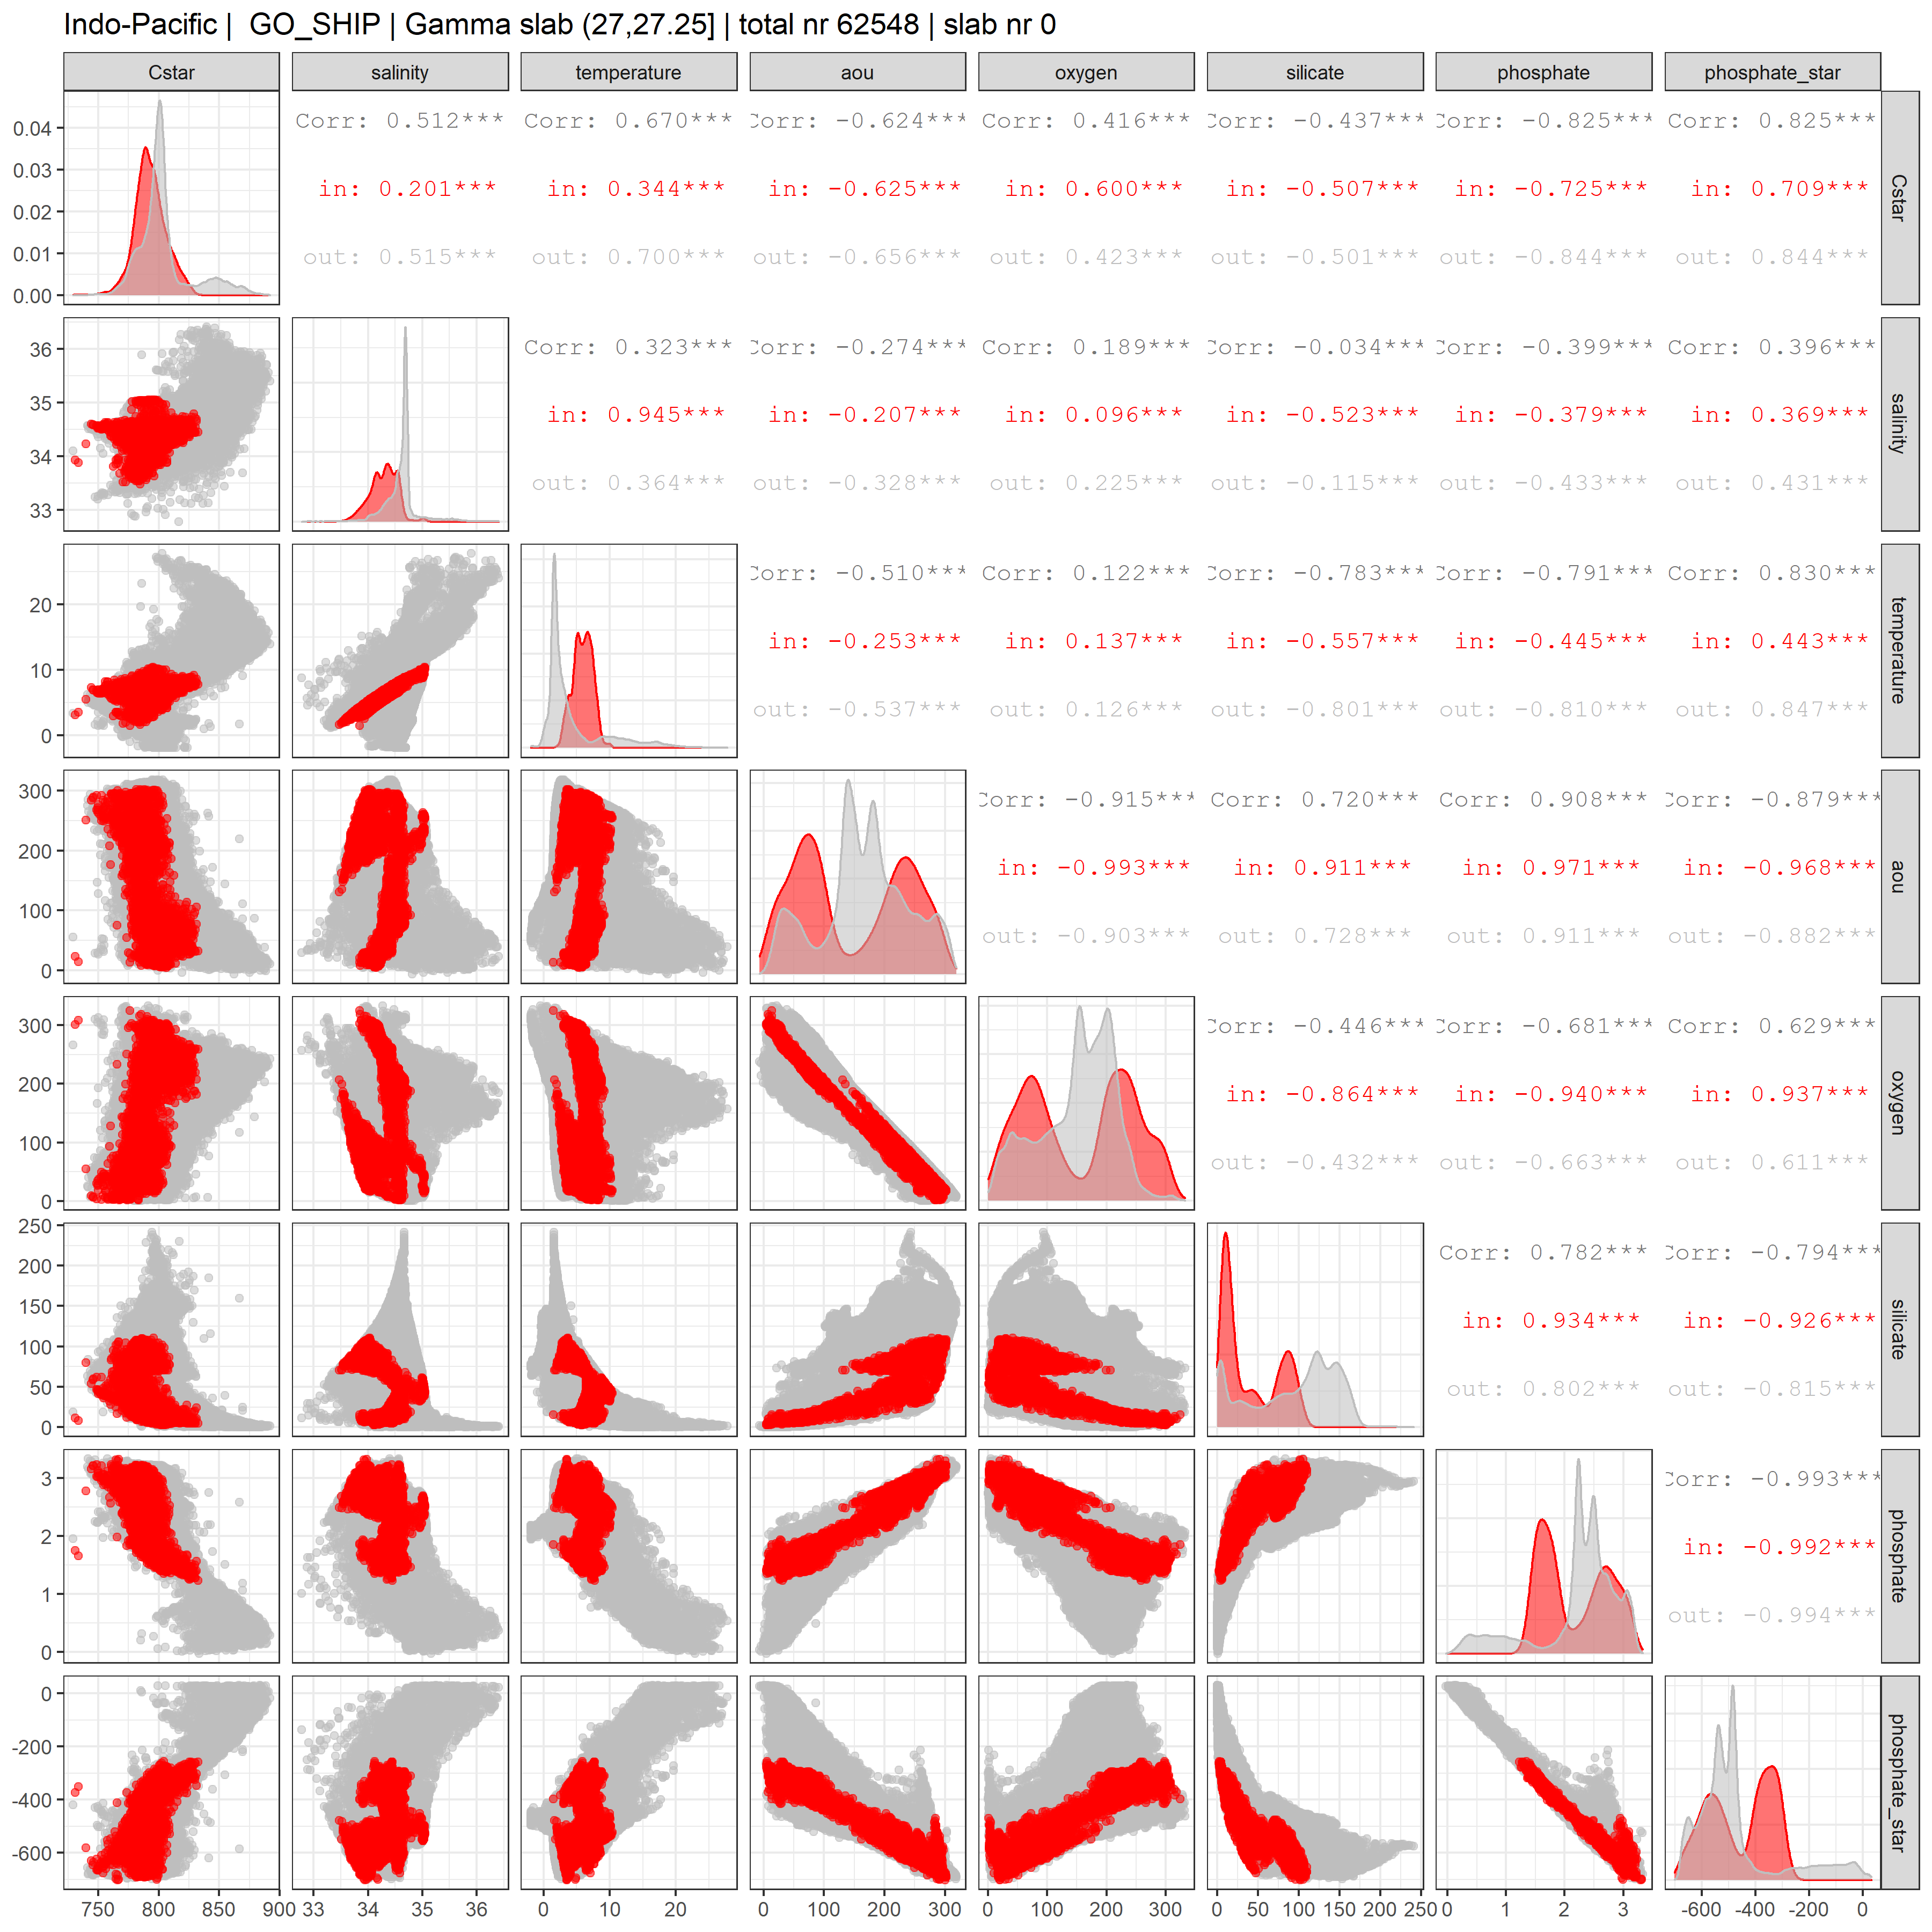 Indo-Pacific |  GO_SHIP | Gamma slab (27,27.25] | total nr 62548 | slab nr 0
Cstar salinity temperature aou oxygen silicate phosphate phosphate_star
0.04
0.03
0.02
0.01
0.00
Corr: 0.512*** Corr: 0.670*** Corr: -0.624*** Corr: 0.416*** Corr: -0.437*** Corr: -0.825*** Corr: 0.825***
in: 0.201*** in: 0.344*** in: -0.625*** in: 0.600*** in: -0.507*** in: -0.725*** in: 0.709***
out: 0.515*** out: 0.700*** out: -0.656*** out: 0.423*** out: -0.501*** out: -0.844*** out: 0.844***
Cstar
36
35
34
33
Corr: 0.323*** Corr: -0.274*** Corr: 0.189*** Corr: -0.034*** Corr: -0.399*** Corr: 0.396***
in: 0.945*** in: -0.207*** in: 0.096*** in: -0.523*** in: -0.379*** in: 0.369***
out: 0.364*** out: -0.328*** out: 0.225*** out: -0.115*** out: -0.433*** out: 0.431***
salinity
20
10
0
Corr: -0.510*** Corr: 0.122*** Corr: -0.783*** Corr: -0.791*** Corr: 0.830***
in: -0.253*** in: 0.137*** in: -0.557*** in: -0.445*** in: 0.443***
out: -0.537*** out: 0.126*** out: -0.801*** out: -0.810*** out: 0.847***
temperature
300
200
100
0
Corr: -0.915*** Corr: 0.720*** Corr: 0.908*** Corr: -0.879***
in: -0.993*** in: 0.911*** in: 0.971*** in: -0.968***
out: -0.903*** out: 0.728*** out: 0.911*** out: -0.882***
aou
300
200
100
0
Corr: -0.446*** Corr: -0.681*** Corr: 0.629***
in: -0.864*** in: -0.940*** in: 0.937***
out: -0.432*** out: -0.663*** out: 0.611***
oxygen
250
200
150
100
50
0
Corr: 0.782*** Corr: -0.794***
in: 0.934*** in: -0.926***
out: 0.802*** out: -0.815***
silicate
3
2
1
0
Corr: -0.993***
in: -0.992***
out: -0.994***
phosphate
0
-200
-400
-600
phosphate_star
750 800 850 900 33 34 35 36 0 10 20 0 100 200 300 0 100 200 300 0 50 100 150 200 250 0 1 2 3 -600 -400 -200 0